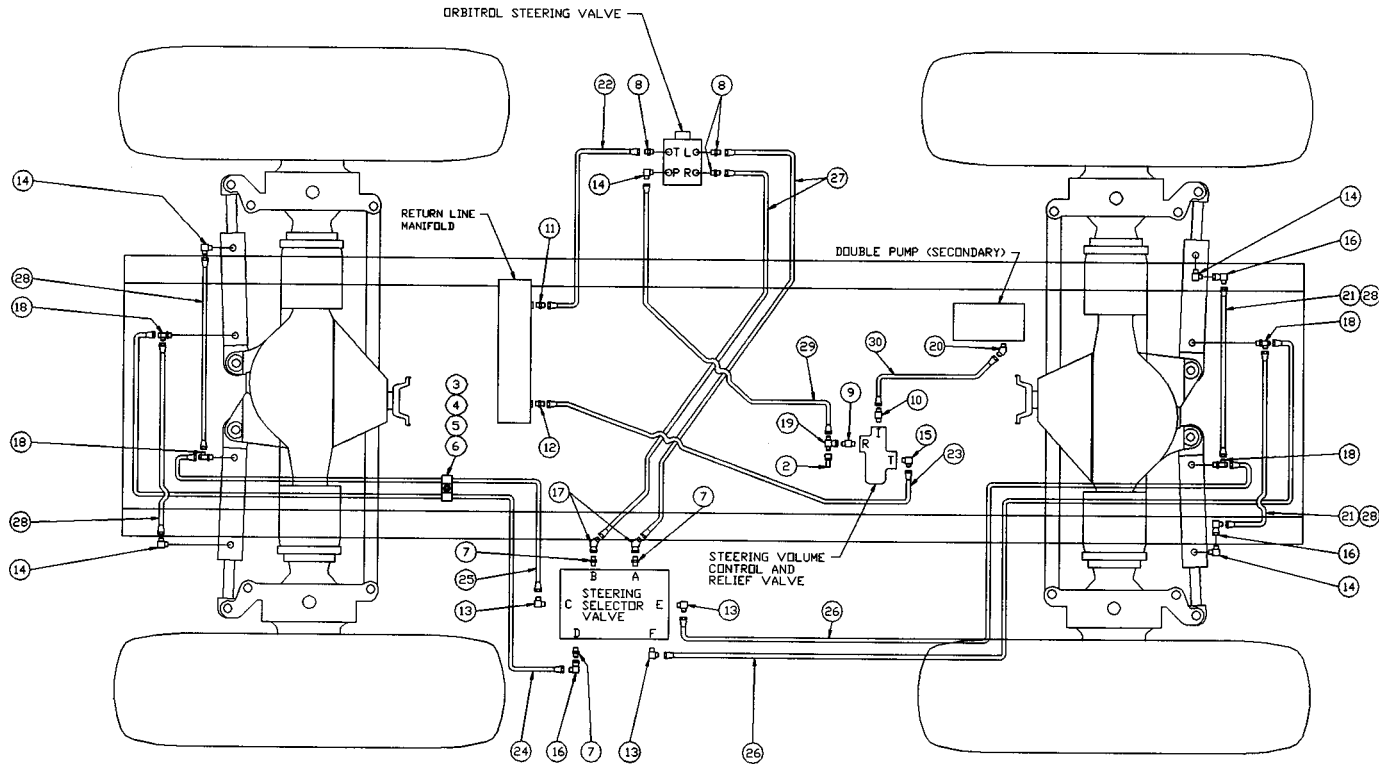 ORBITROL STEERING VALVE
22
8
8
T L
P R
14
27
14
RETURN LINE
MANIFOLD
11
DOUBLE PUMP (SECONDARY)
14
16
28
18
21 28
18
20
30
29
3
4
5
6
9
10
19
I
R
T
15
12
2
23
18
18
28
17
7
21 28
16
14
7
14
B
A
STEERING VOLUME
CONTROL AND
RELIEF VALVE
25
STEERING
SELECTOR
VALVE
C
E
13
13
26
D
F
24
16
7
13
26